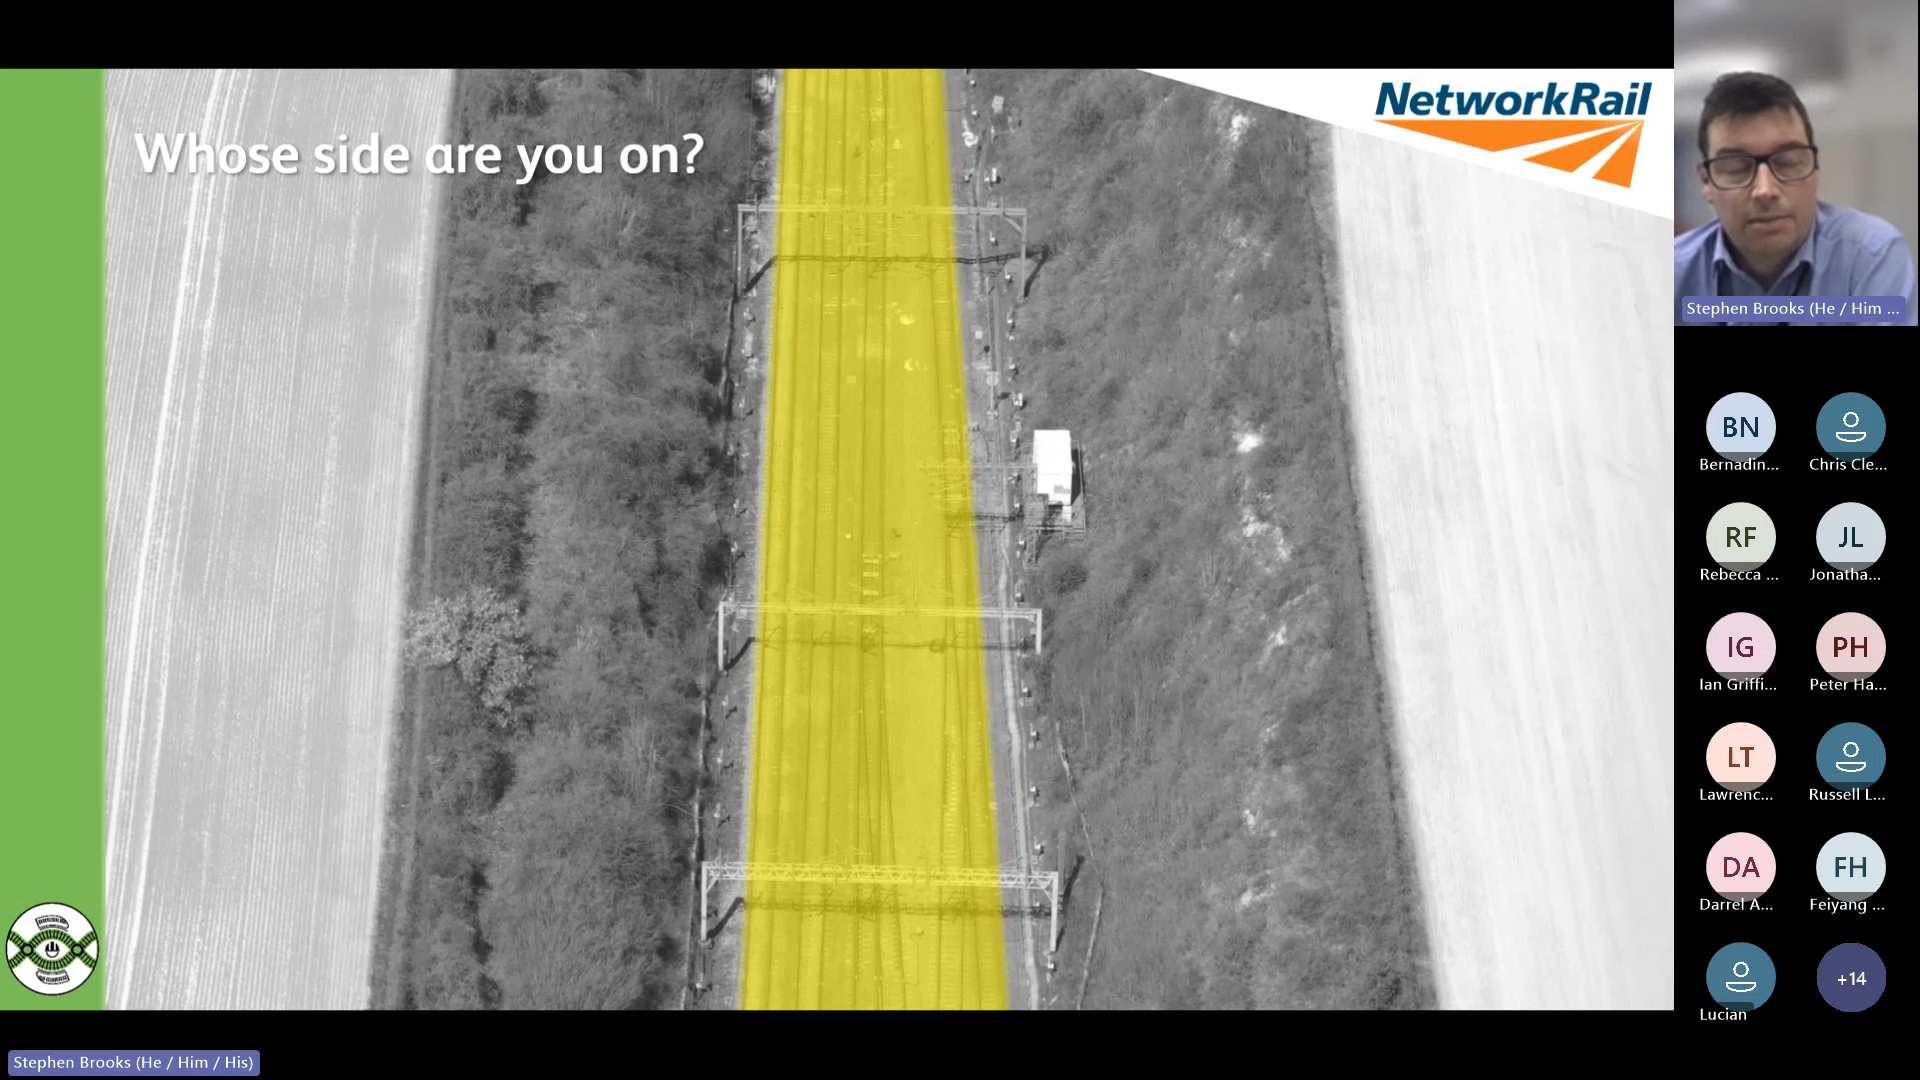 Whose side are you on?
NetworkRail
Stephen Brooks (He / Him ...
BN
Bernadin...
Chris Cle...
RF
Rebecca ...
JL
Jonatha...
IG
Ian Griffi...
PH
Peter Ha...
LT
Lawrenc...
Russell L...
DA
Darrel A...
FH
Feiyang ...
Lucian
+14
Stephen Brooks (He / Him / His)